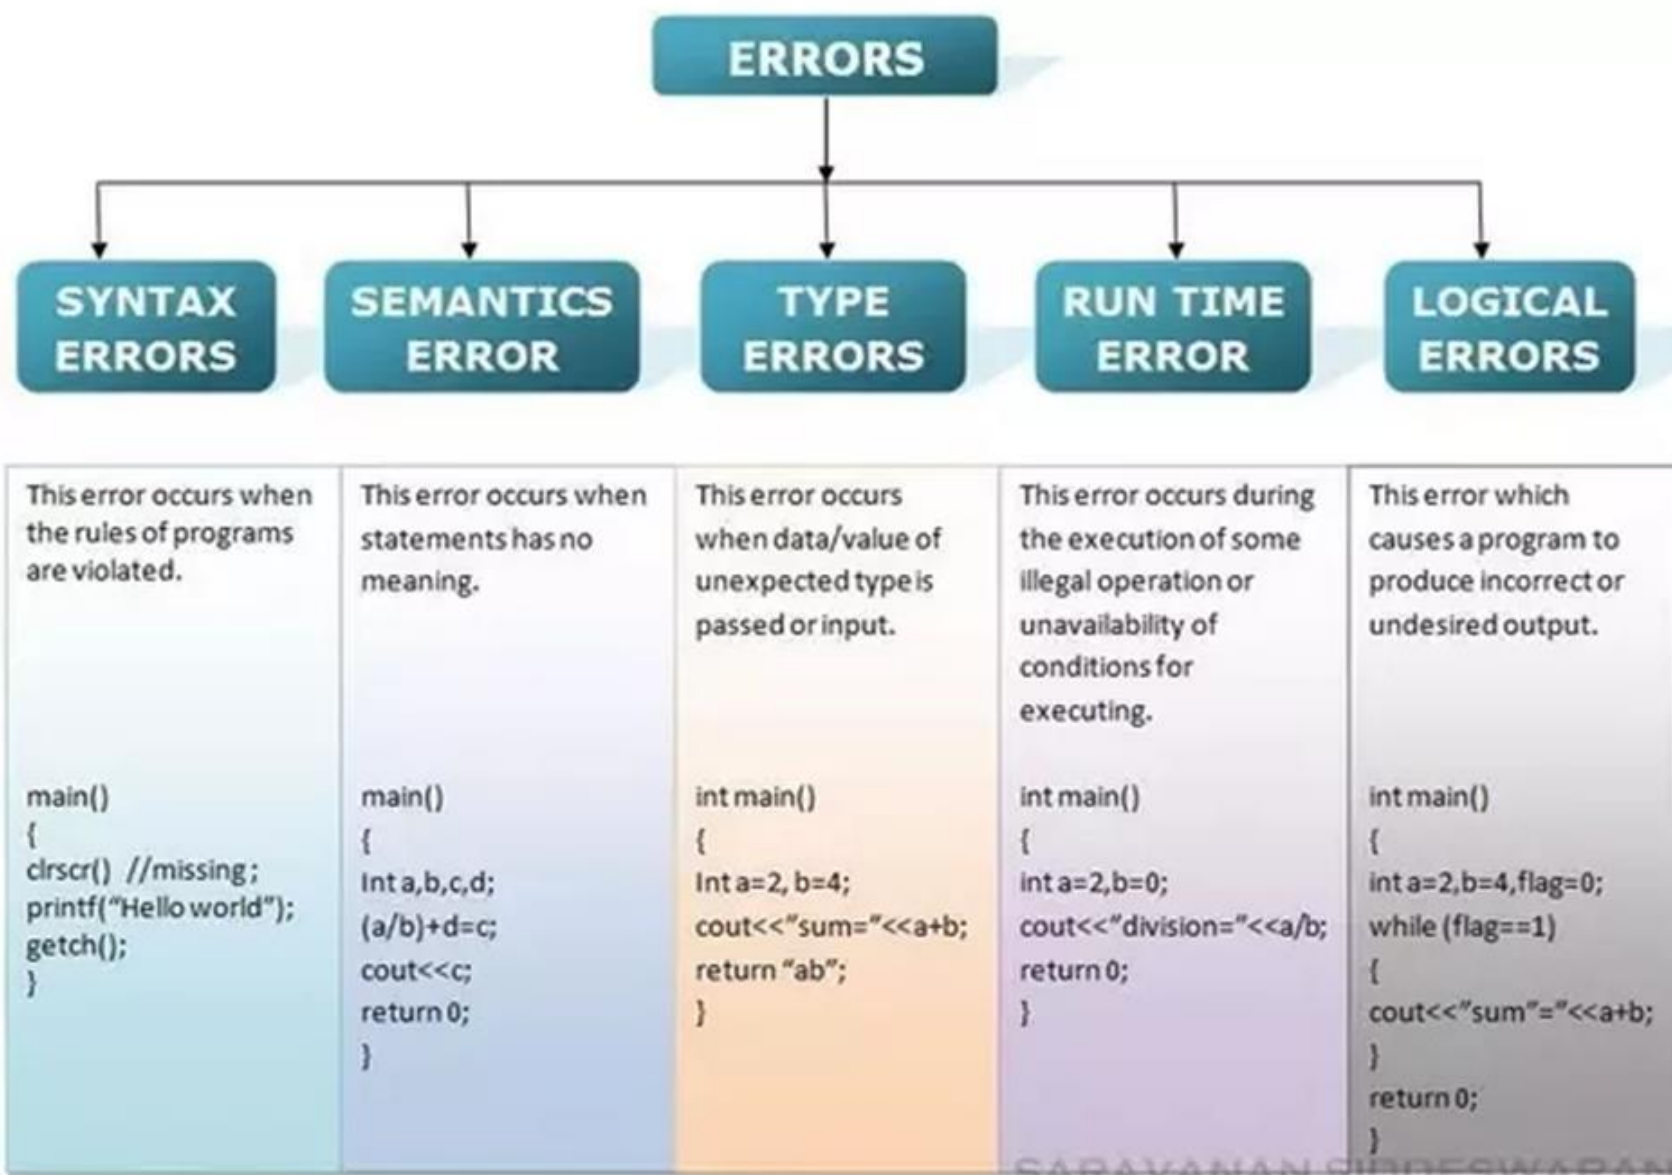 ERRORS
SYNTAX
ERRORS
SEMANTICS
ERROR
TYPE
ERRORS
RUN TIME
ERROR
LOGICAL
ERRORS
This error occurs when
the rules of programs
are violated.
main()
{
clrscr() //missing ;
printf("Hello world");
getch();
}
This error occurs when
statements has no
meaning.
main()
{
Int a,b,c,d;
(a/b)+d=c;
cout<<c;
return 0;
}
This error occurs
when data/value of
unexpected type is
passed or input.
int main()
{
Int a=2, b=4;
cout<<"sum="<<a+b;
return "ab";
}
This error occurs during
the execution of some
illegal operation or
unavailability of
conditions for
executing.
int main()
{
int a=2,b=0;
cout<<"division="<<a/b;
return 0;
}
This error which
causes a program to
produce incorrect or
undesired output.
int main()
{
int a=2,b=4,flag=0;
while (flag==1)
{
cout<<"sum"="<<a+b;
}
return 0;
}
SARAVANAN